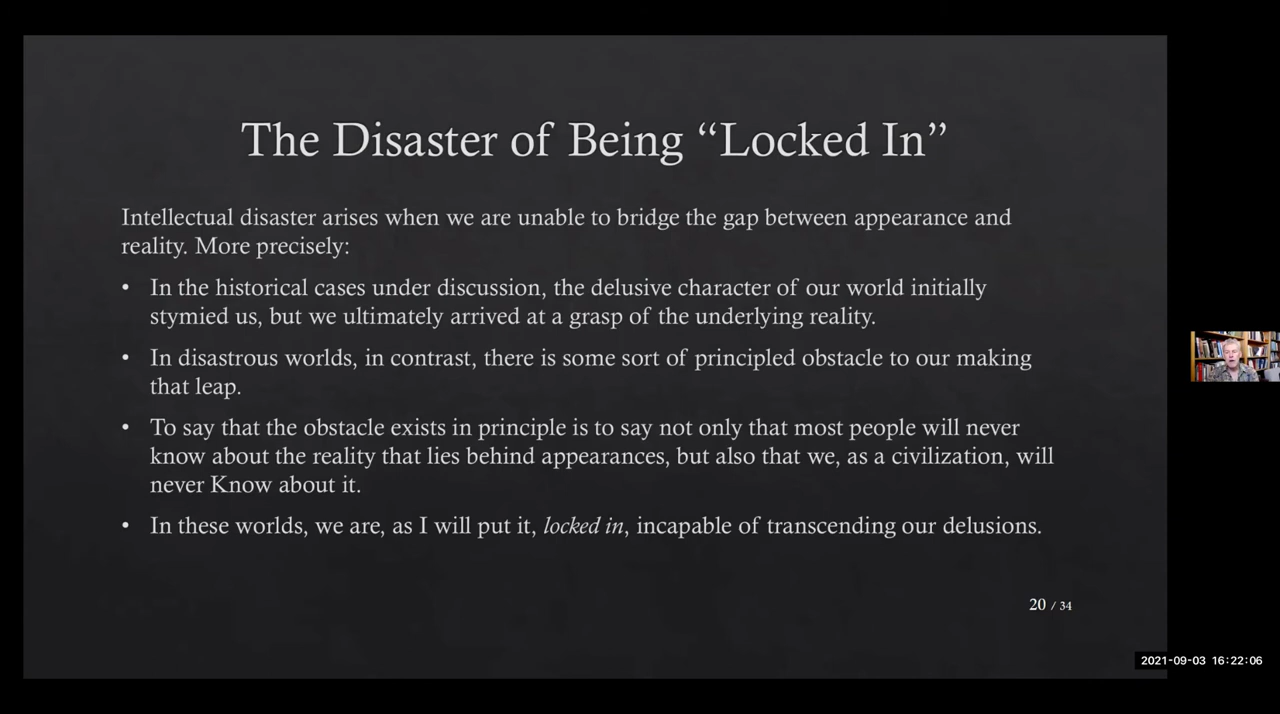 The Disaster of Being “Locked In”
Intellectual disaster arises when we are unable to bridge the gap between appearance and
reality. More precisely:
• In the historical cases under discussion, the delusive character of our world initially
stymied us, but we ultimately arrived at a grasp of the underlying reality.
• In disastrous worlds, in contrast, there is some sort of principled obstacle to our making
that leap.
• To say that the obstacle exists in principle is to say not only that most people will never
know about the reality that lies behind appearances, but also that we, as a civilization, will
never Know about it.
• In these worlds, we are, as I will put it, locked in, incapable of transcending our delusions.
20 / 34
2021-09-03 16:22:06